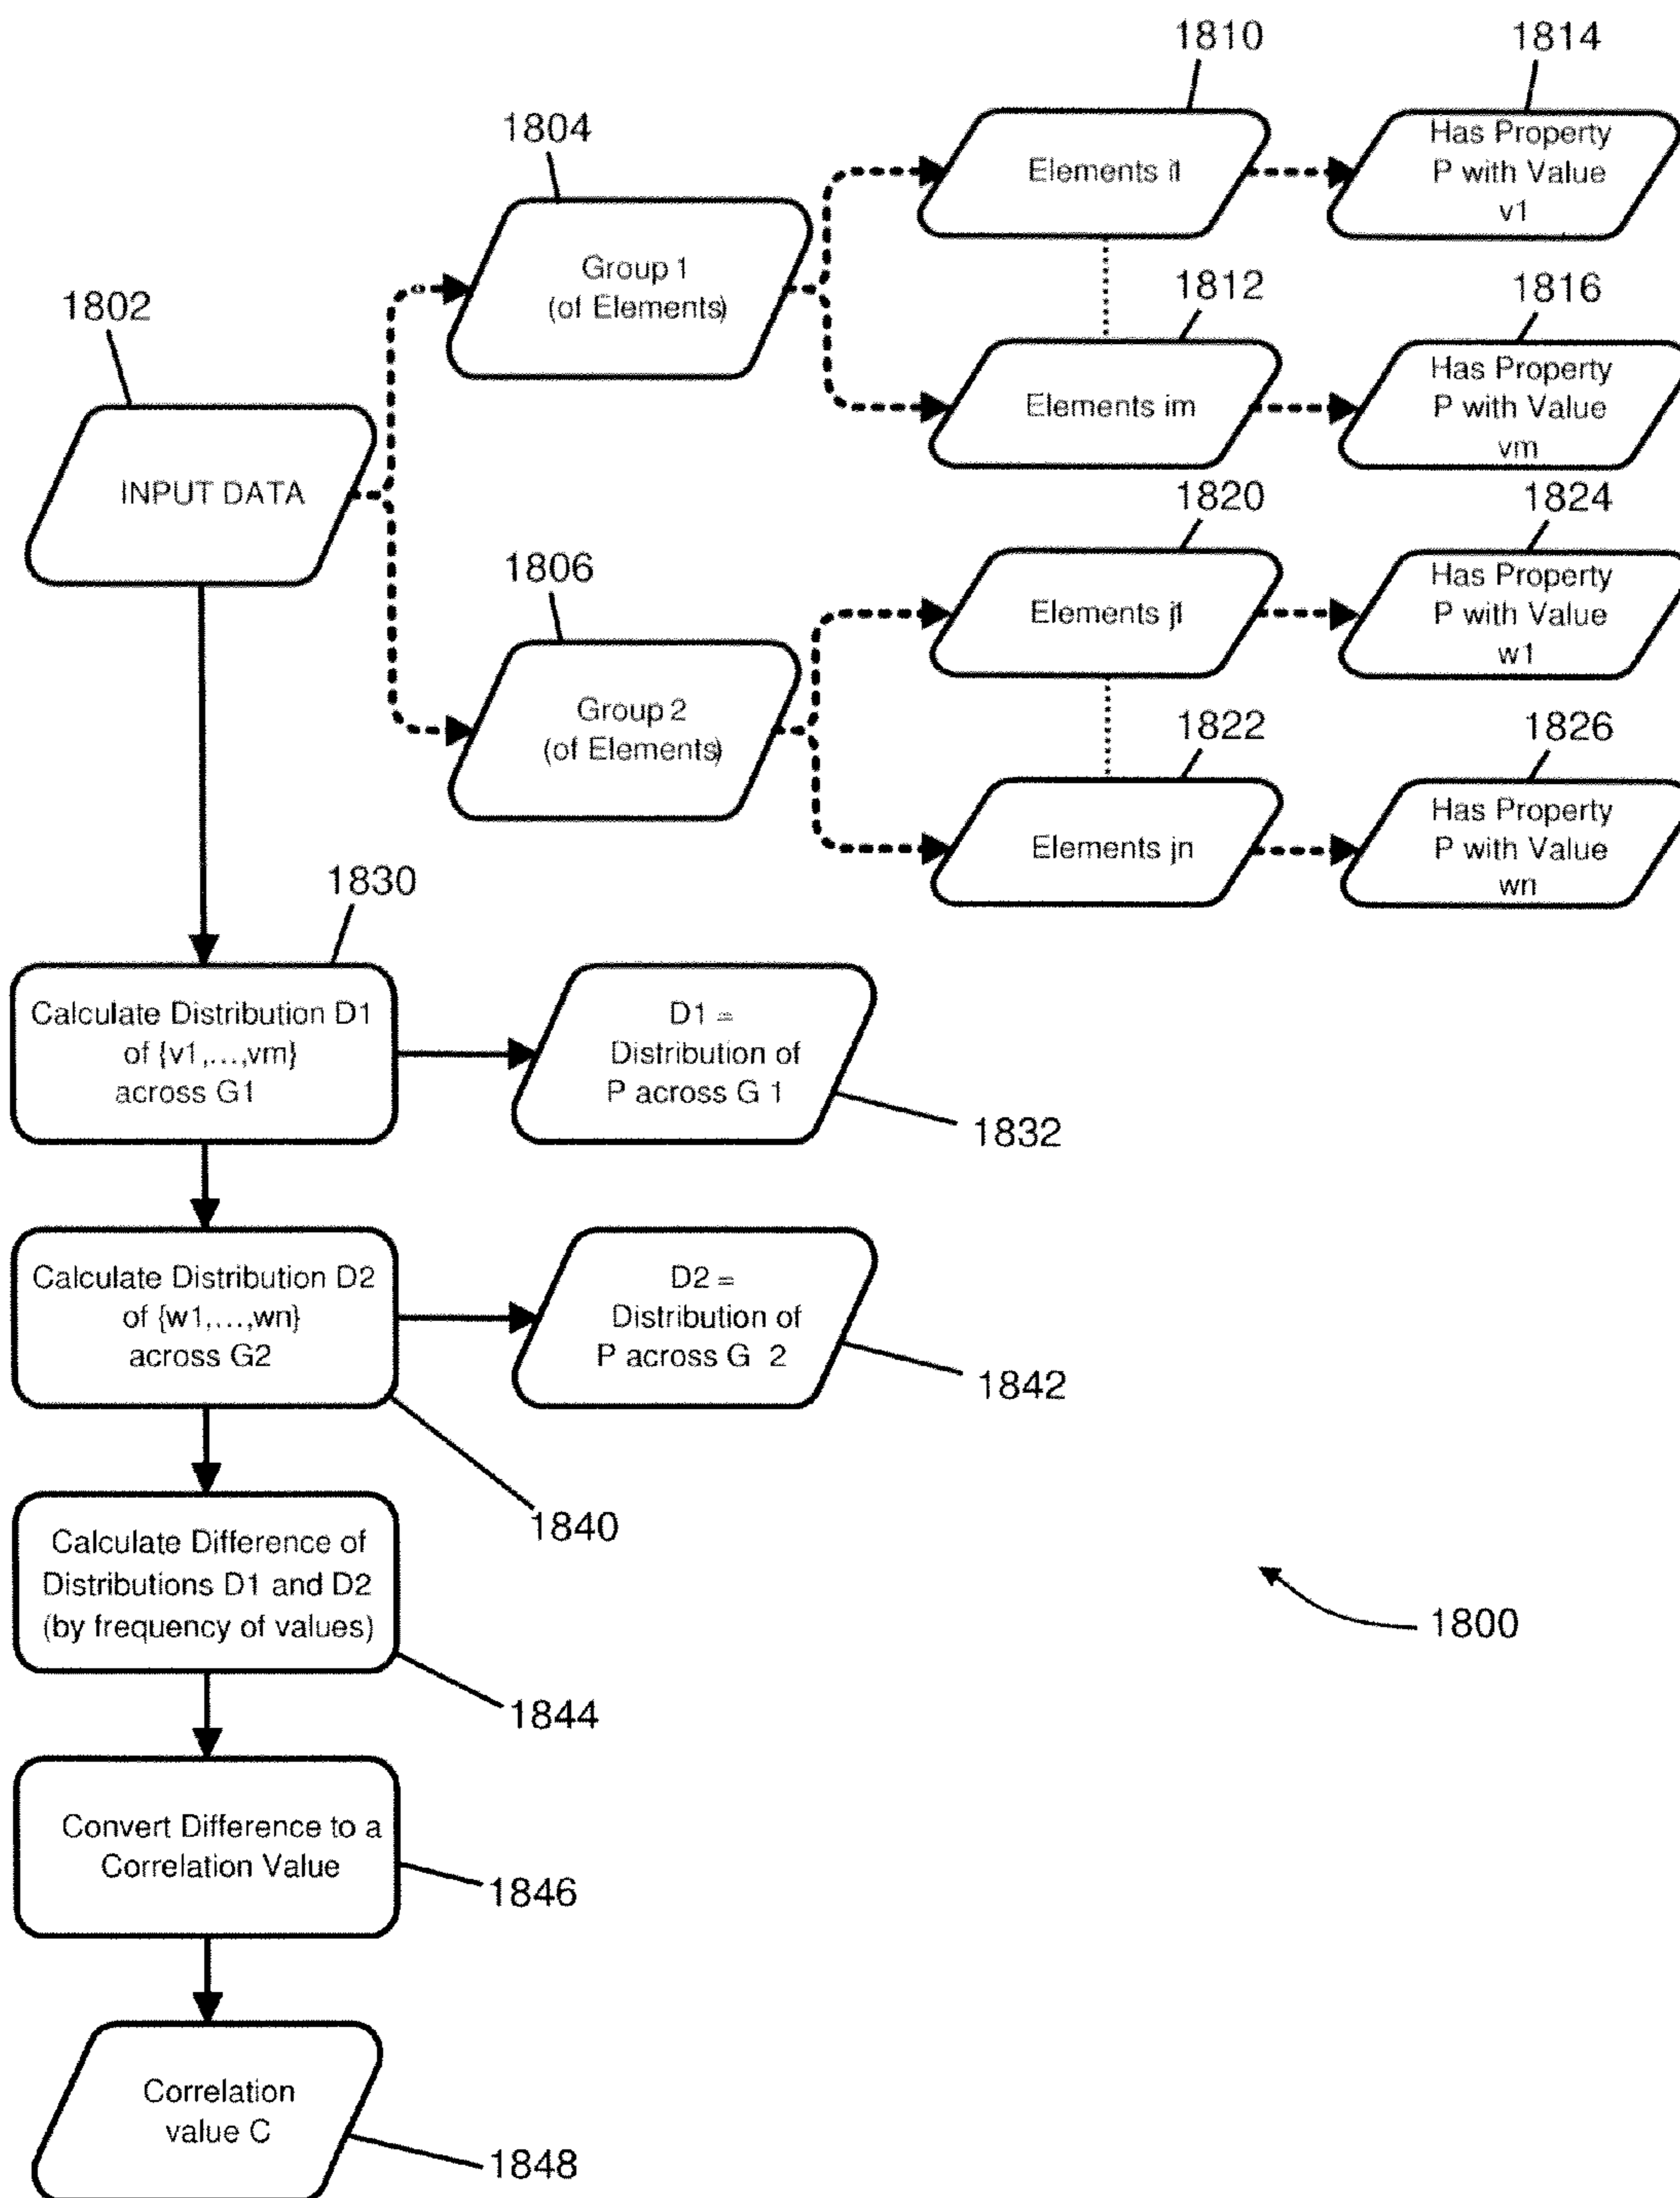 1810
1814
1804
Has Property
P with Value
v1
Elements i1
Group 1
(of Elements)
1812
1816
1802
Has Property
P with Value
vm
Elements im
INPUT DATA
1820
1824
1806
Has Property
P with Value
w1
Elements j1
Group 2
(of Elements)
1822
1826
Has Property
P with Value
wn
Elements jn
1830
Calculate Distribution D1
of {v1,...,vm}
across G1
D1 =
Distribution of
P across G 1
1832
Calculate Distribution D2
of {w1,...,wn}
across G2
D2 =
Distribution of
P across G 2
1842
1840
Calculate Difference of
Distributions D1 and D2
(by frequency of values)
1800
1844
Convert Difference to a
Correlation Value
1846
Correlation
value C
1848